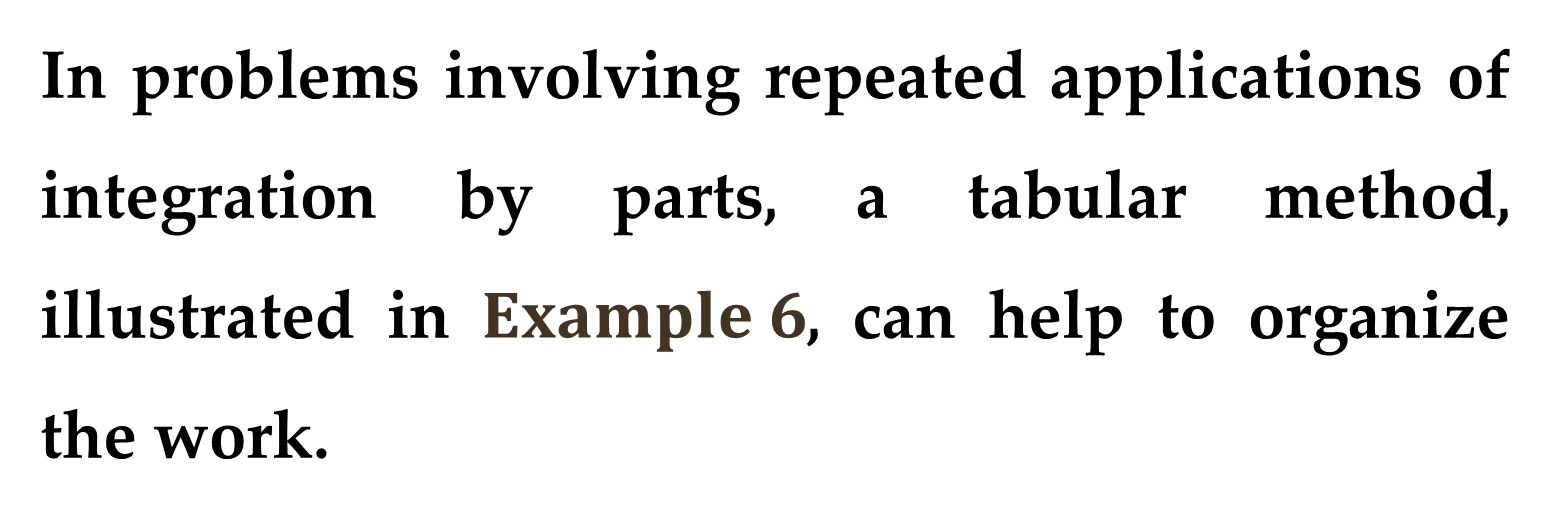 In problems involving repeated applications of
integration by parts, a tabular method,
illustrated in Example 6, can help to organize
the work.